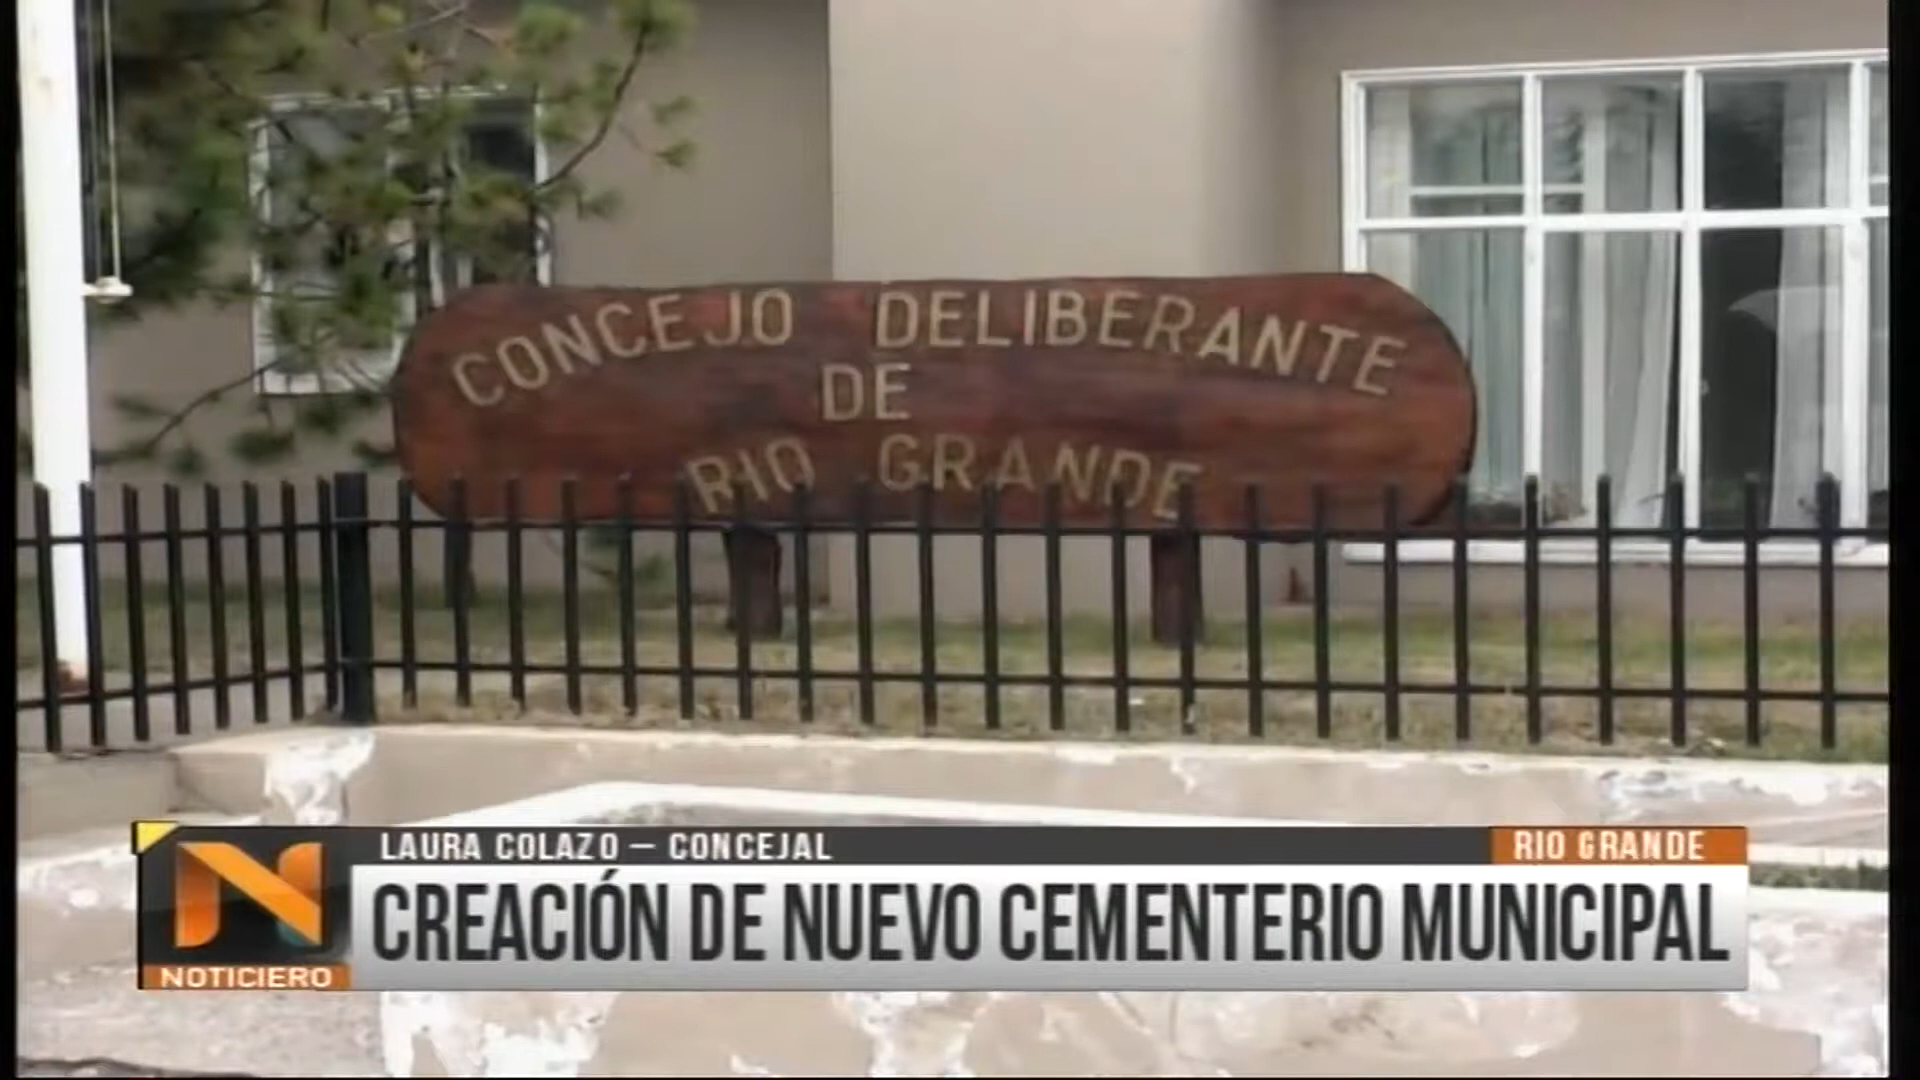 CONCEJO DELIBERANTE
DE
RIO GRANDE
LAURA COLAZO – CONCEJAL
RIO GRANDE
CREACIÓN DE NUEVO CEMENTERIO MUNICIPAL
NOTICIERO